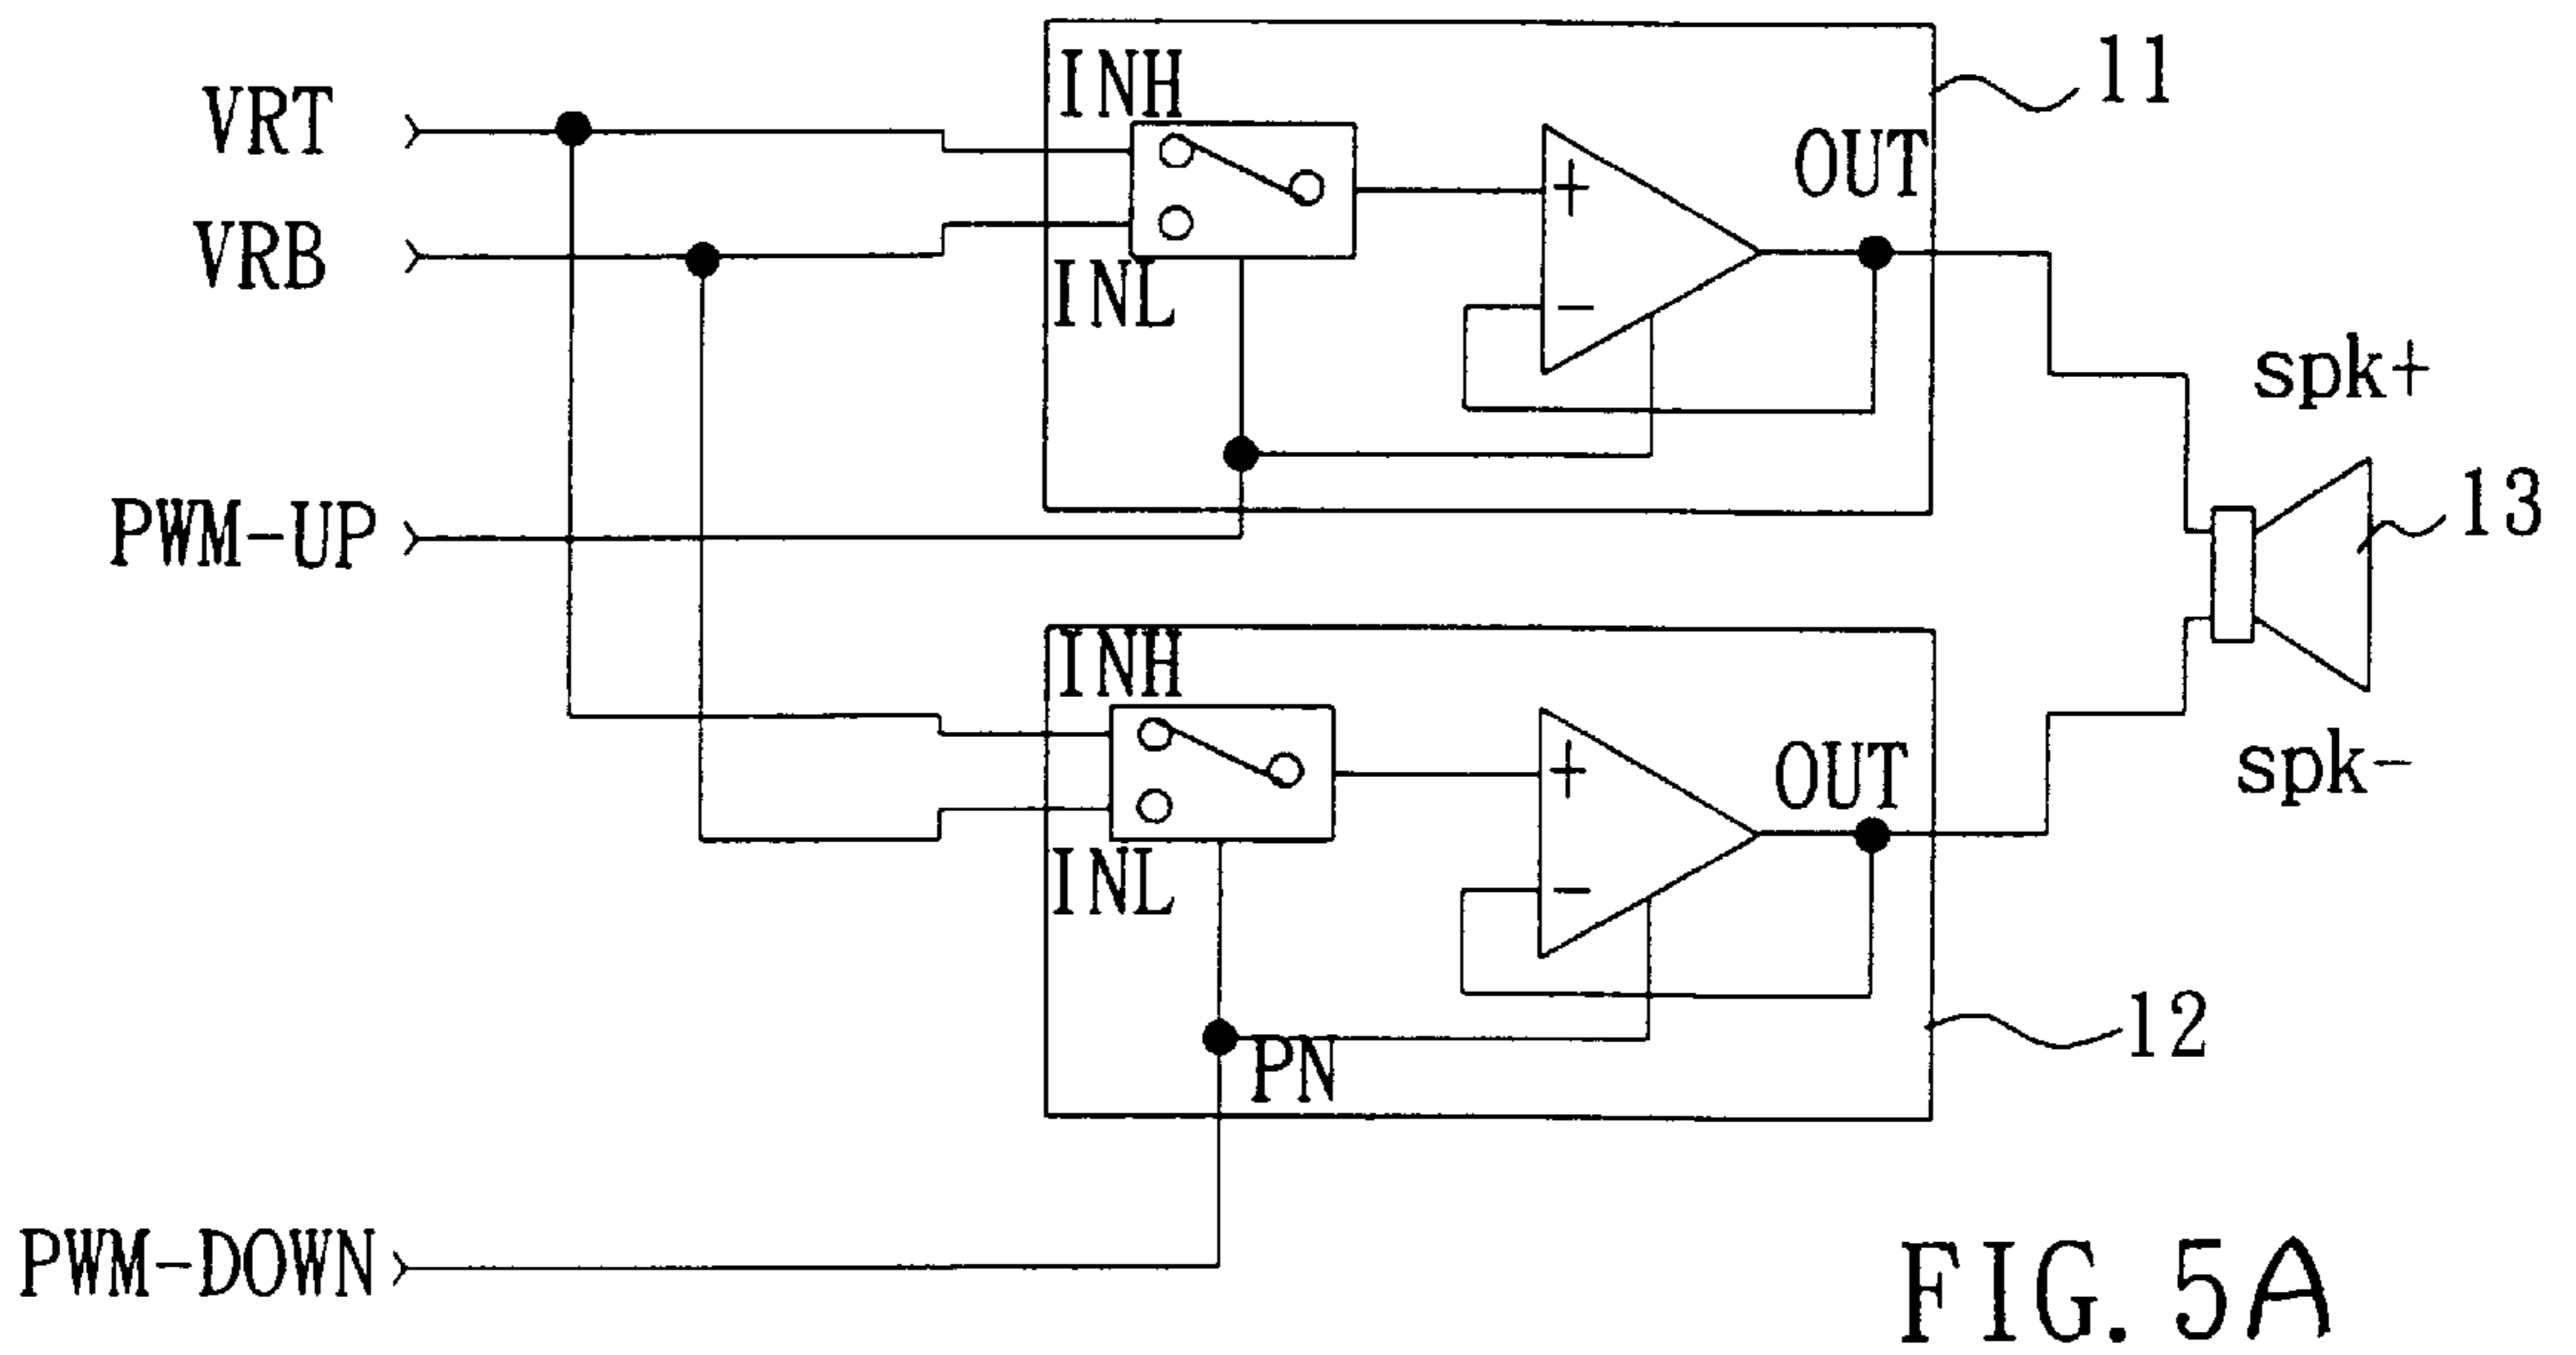 INH
11
VRT
OUT
+
VRB
INL
−
spk+
PWM-UP
13
INH
+
OUT
spk-
INL
−
PN
12
PWM-DOWN
FIG. 5A